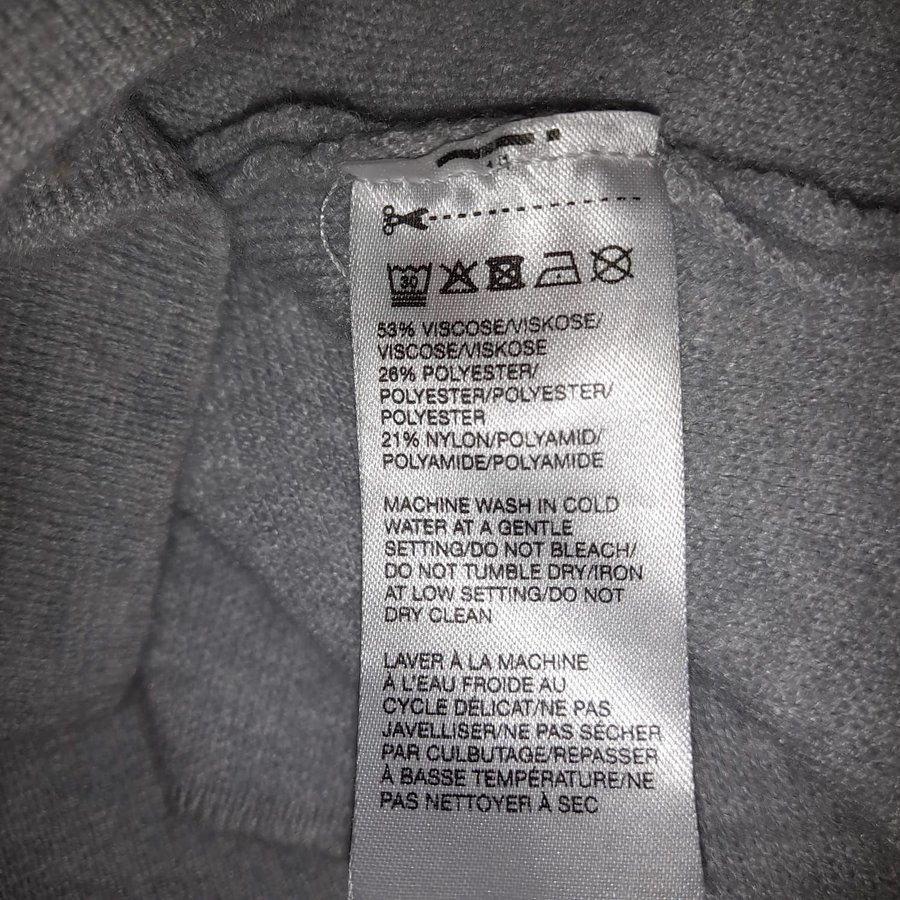 30
53% VISCOSE/VISKOSE/
VISCOSE/VISKOSE
26% POLYESTER/
POLYESTER/POLYESTER/
POLYESTER
21% NYLON/POLYAMID/
POLYAMIDE/POLYAMIDE
MACHINE WASH IN COLD
WATER AT A GENTLE
SETTING/DO NOT BLEACH/
DO NOT TUMBLE DRY/IRON
AT LOW SETTING/DO NOT
DRY CLEAN
LAVER À LA MACHINE
À L'EAU FROIDE AU
CYCLE DÉLICAT/NE PAS
JAVELLISER/NE PAS SÉCHER
PAR CULBUTAGE/REPASSER
À BASSE TEMPÉRATURE/NE
PAS NETTOYER À SEC